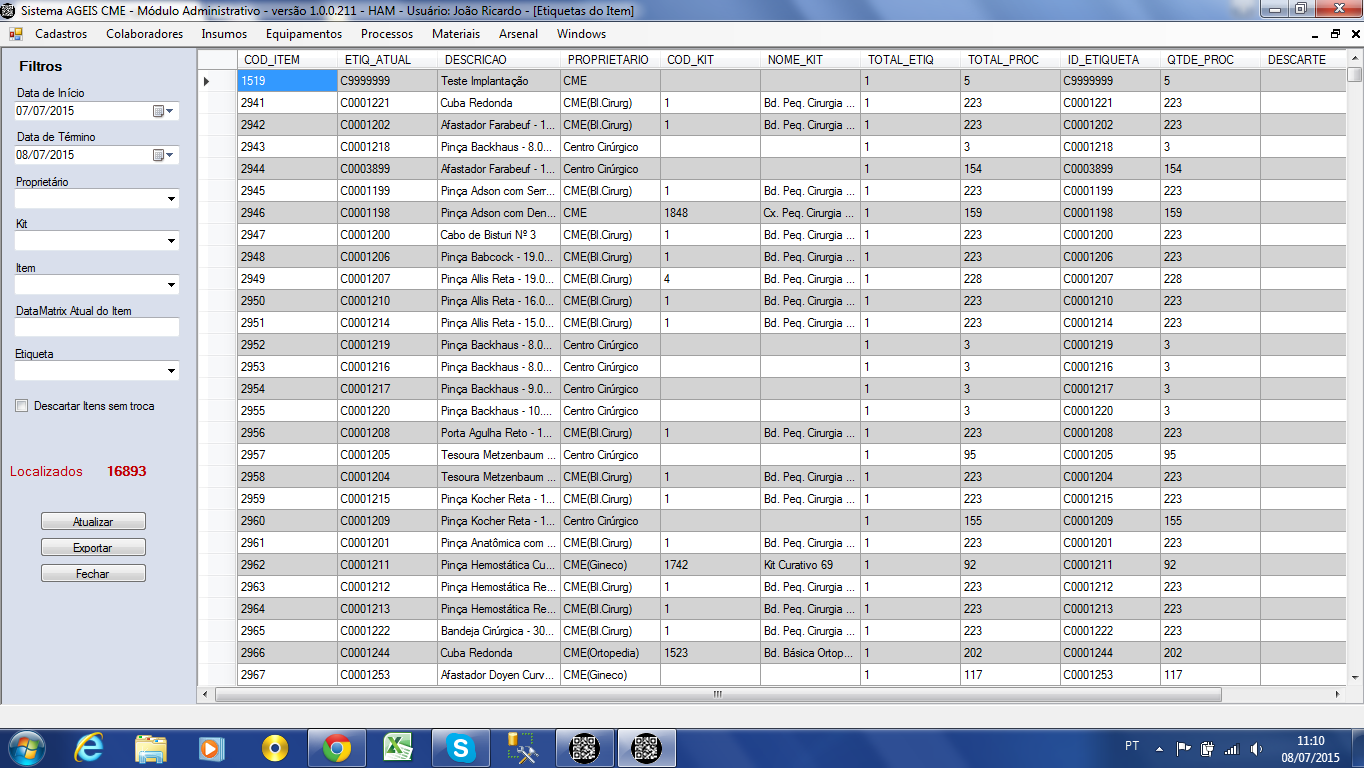 Sistema AGEIS CME - Módulo Administrativo - versão 1.0.0.211 - HAM - Usuário: João Ricardo - [Etiquetas do Item]
Cadastros Colaboradores Insumos Equipamentos Processos Materiais Arsenal Windows
Filtros
Data de Início
07/07/2015
Data de Término
08/07/2015
Proprietário
Kit
Item
DataMatrix Atual do Item
Etiqueta
Descartar Itens sem troca
Localizados 16893
Atualizar
Exportar
Fechar
COD_ITEM ETIQ_ATUAL DESCRICAO PROPRIETARIO COD_KIT NOME_KIT TOTAL_ETIQ TOTAL_PROC ID_ETIQUETA QTDE_PROC DESCARTE
1519 C9999999 Teste Implantação CME 1 5 C9999999 5
2941 C0001221 Cuba Redonda CME(Bl.Cirurg) 1 Bd. Peq. Cirurgia ... 1 223 C0001221 223
2942 C0001202 Afastador Farabeuf - 1... CME(Bl.Cirurg) 1 Bd. Peq. Cirurgia ... 1 223 C0001202 223
2943 C0001218 Pinça Backhaus - 8.0... Centro Cirúrgico 1 3 C0001218 3
2944 C0003899 Afastador Farabeuf - 1... Centro Cirúrgico 1 154 C0003899 154
2945 C0001199 Pinça Adson com Serr... CME(Bl.Cirurg) 1 Bd. Peq. Cirurgia ... 1 223 C0001199 223
2946 C0001198 Pinça Adson com Den... CME 1848 Cx. Peq. Cirurgia ... 1 159 C0001198 159
2947 C0001200 Cabo de Bisturi Nº 3 CME(Bl.Cirurg) 1 Bd. Peq. Cirurgia ... 1 223 C0001200 223
2948 C0001206 Pinça Babcock - 19.0... CME(Bl.Cirurg) 1 Bd. Peq. Cirurgia ... 1 223 C0001206 223
2949 C0001207 Pinça Allis Reta - 19.0... CME(Bl.Cirurg) 4 Bd. Peq. Cirurgia ... 1 228 C0001207 228
2950 C0001210 Pinça Allis Reta - 16.0... CME(Bl.Cirurg) 1 Bd. Peq. Cirurgia ... 1 223 C0001210 223
2951 C0001214 Pinça Allis Reta - 15.0... CME(Bl.Cirurg) 1 Bd. Peq. Cirurgia ... 1 223 C0001214 223
2952 C0001219 Pinça Backhaus - 8.0... Centro Cirúrgico 1 3 C0001219 3
2953 C0001216 Pinça Backhaus - 8.0... Centro Cirúrgico 1 3 C0001216 3
2954 C0001217 Pinça Backhaus - 9.0... Centro Cirúrgico 1 3 C0001217 3
2955 C0001220 Pinça Backhaus - 10.... Centro Cirúrgico 1 3 C0001220 3
2956 C0001208 Porta Agulha Reto - 1... CME(Bl.Cirurg) 1 Bd. Peq. Cirurgia ... 1 223 C0001208 223
2957 C0001205 Tesoura Metzenbaum ... Centro Cirúrgico 1 95 C0001205 95
2958 C0001204 Tesoura Metzenbaum ... CME(Bl.Cirurg) 1 Bd. Peq. Cirurgia ... 1 223 C0001204 223
2959 C0001215 Pinça Kocher Reta - 1... CME(Bl.Cirurg) 1 Bd. Peq. Cirurgia ... 1 223 C0001215 223
2960 C0001209 Pinça Kocher Reta - 1... Centro Cirúrgico 1 155 C0001209 155
2961 C0001201 Pinça Anatômica com ... CME(Bl.Cirurg) 1 Bd. Peq. Cirurgia ... 1 223 C0001201 223
2962 C0001211 Pinça Hemostática Cu... CME(Gineco) 1742 Kit Curativo 69 1 92 C0001211 92
2963 C0001212 Pinça Hemostática Re... CME(Bl.Cirurg) 1 Bd. Peq. Cirurgia ... 1 223 C0001212 223
2964 C0001213 Pinça Hemostática Re... CME(Bl.Cirurg) 1 Bd. Peq. Cirurgia ... 1 223 C0001213 223
2965 C0001222 Bandeja Cirúrgica - 30... CME(Bl.Cirurg) 1 Bd. Peq. Cirurgia ... 1 223 C0001222 223
2966 C0001244 Cuba Redonda CME(Ortopedia) 1523 Bd. Básica Ortop... 1 202 C0001244 202
2967 C0001253 Afastador Doyen Curv... CME(Gineco) 1 117 C0001253 117
PT
11:10
08/07/2015